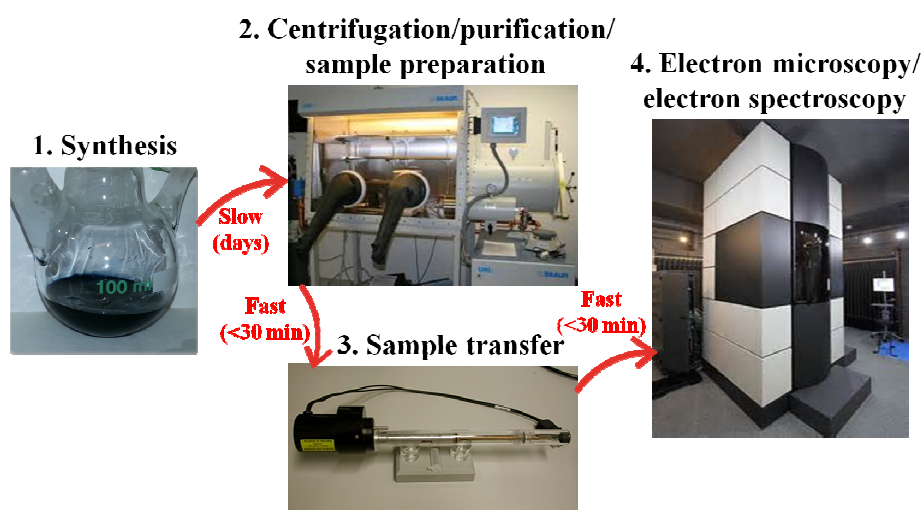 2. Centrifugation/purification/
sample preparation
4. Electron microscopy/
electron spectroscopy
1. Synthesis
Slow
(days)
100 ml
Fast
(<30 min)
Fast
(<30 min)
3. Sample transfer